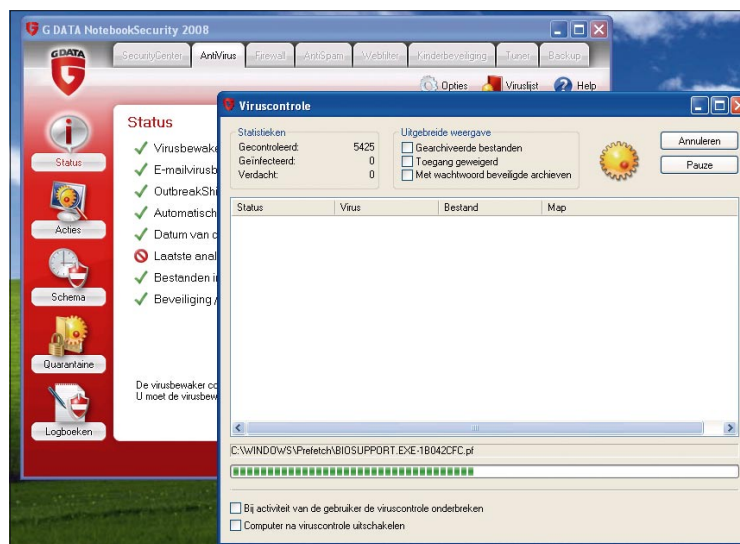 G DATA NotebookSecurity 2008
G DATA
SecurityCenter AntiVirus Firewall AntiSpam Webfilter Kinderbeveiliging Tuner Backup
Opties Viruslijst Help
Status
Acties
Schema
Quarantaine
Logboeken
Status
Virusbewake
E-mailvirusb
OutbreakShi
Automatisch
Datum van d
Laatste anal
Bestanden in
Beveiliging /
De virusbewaker co
U moet de virusbew
Viruscontrole
Statistieken
Gecontroleerd: 5425
Geïnfecteerd: 0
Verdacht: 0
Uitgebreide weergave
Gearchiveerde bestanden
Toegang geweigerd
Met wachtwoord beveiligde archieven
Annuleren
Pauze
Status Virus Bestand Map
C:\WINDOWS\Prefetch\BIOSUPPORT.EXE-1B042CFC.pf
Bij activiteit van de gebruiker de viruscontrole onderbreken
Computer na viruscontrole uitschakelen